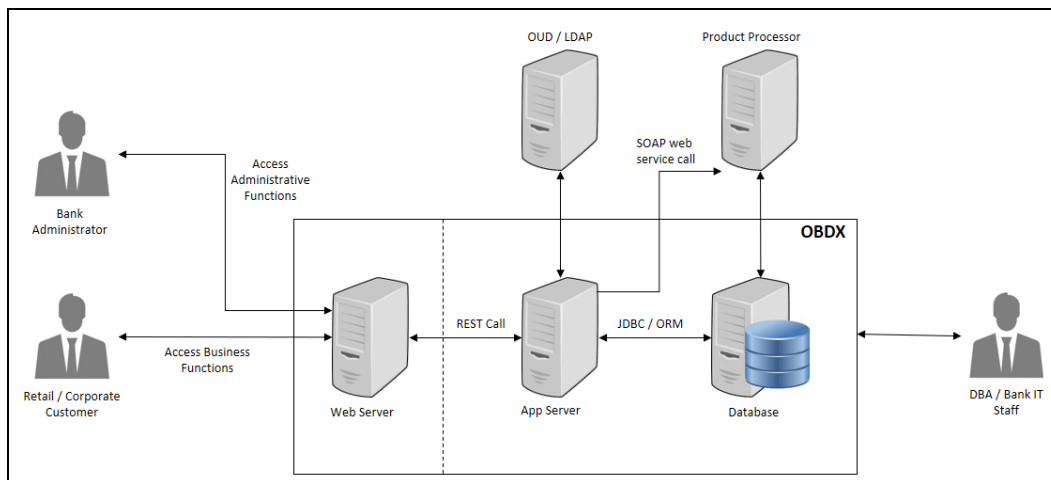 OUD / LDAP
Product Processor
SOAP web
service call
Access
Administrative
Functions
Bank
Administrator
OBDX
REST Call
JDBC / ORM
Access Business
Functions
Retail / Corporate
Customer
Web Server
App Server
Database
DBA / Bank IT
Staff